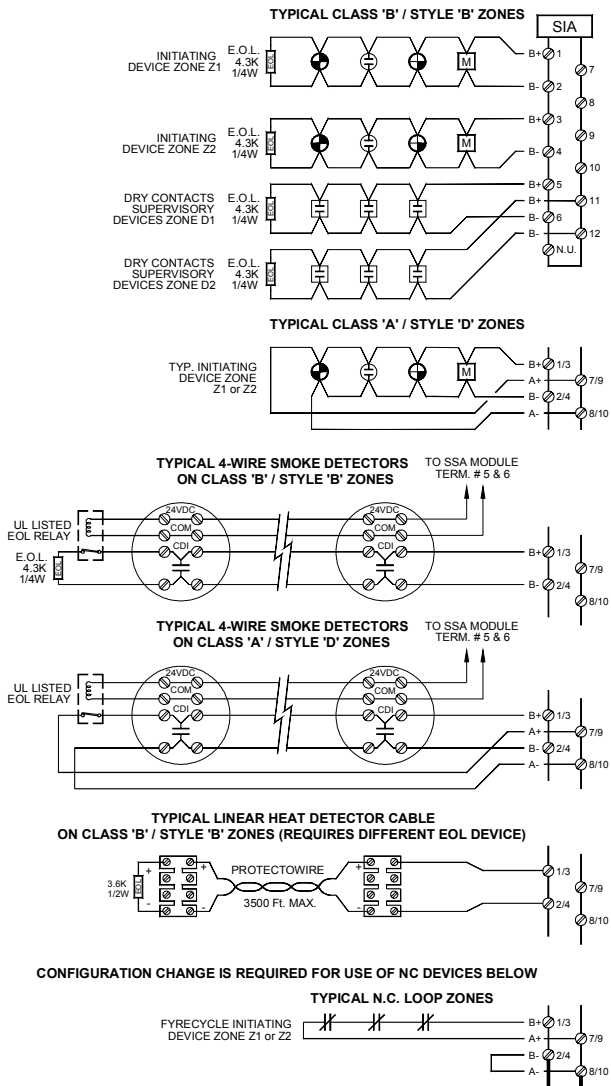 TYPICAL CLASS 'B' / STYLE 'B' ZONES
SIA
INITIATING
DEVICE ZONE Z1
E.O.L.
4.3K
1/4W
EOL
M
B+ 1
B- 2
7
8
INITIATING
DEVICE ZONE Z2
E.O.L.
4.3K
1/4W
EOL
M
B+ 3
B- 4
9
10
DRY CONTACTS
SUPERVISORY
DEVICES ZONE D1
E.O.L.
4.3K
1/4W
EOL
B+ 5
B+ 11
B- 6
B- 12
N.U.
DRY CONTACTS
SUPERVISORY
DEVICES ZONE D2
E.O.L.
4.3K
1/4W
EOL
TYPICAL CLASS 'A' / STYLE 'D' ZONES
TYP. INITIATING
DEVICE ZONE
Z1 or Z2
M
B+ 1/3
A+ 7/9
B- 2/4
A- 8/10
TYPICAL 4-WIRE SMOKE DETECTORS
ON CLASS 'B' / STYLE 'B' ZONES
TO SSA MODULE
TERM. # 5 & 6
UL LISTED
EOL RELAY
E.O.L.
4.3K
1/4W
EOL
24VDC
COM
CDI
24VDC
COM
CDI
B+ 1/3
7/9
B- 2/4
8/10
TYPICAL 4-WIRE SMOKE DETECTORS
ON CLASS 'A' / STYLE 'D' ZONES
TO SSA MODULE
TERM. # 5 & 6
UL LISTED
EOL RELAY
24VDC
COM
CDI
24VDC
COM
CDI
B+ 1/3
A+ 7/9
B- 2/4
A- 8/10
TYPICAL LINEAR HEAT DETECTOR CABLE
ON CLASS 'B' / STYLE 'B' ZONES (REQUIRES DIFFERENT EOL DEVICE)
3.6K
1/2W
EOL
+ +
- -
PROTECTOWIRE
3500 Ft. MAX.
+
-
1/3
7/9
2/4
8/10
CONFIGURATION CHANGE IS REQUIRED FOR USE OF NC DEVICES BELOW
TYPICAL N.C. LOOP ZONES
FYRECYCLE INITIATING
DEVICE ZONE Z1 or Z2
B+ 1/3
A+ 7/9
B- 2/4
A- 8/10